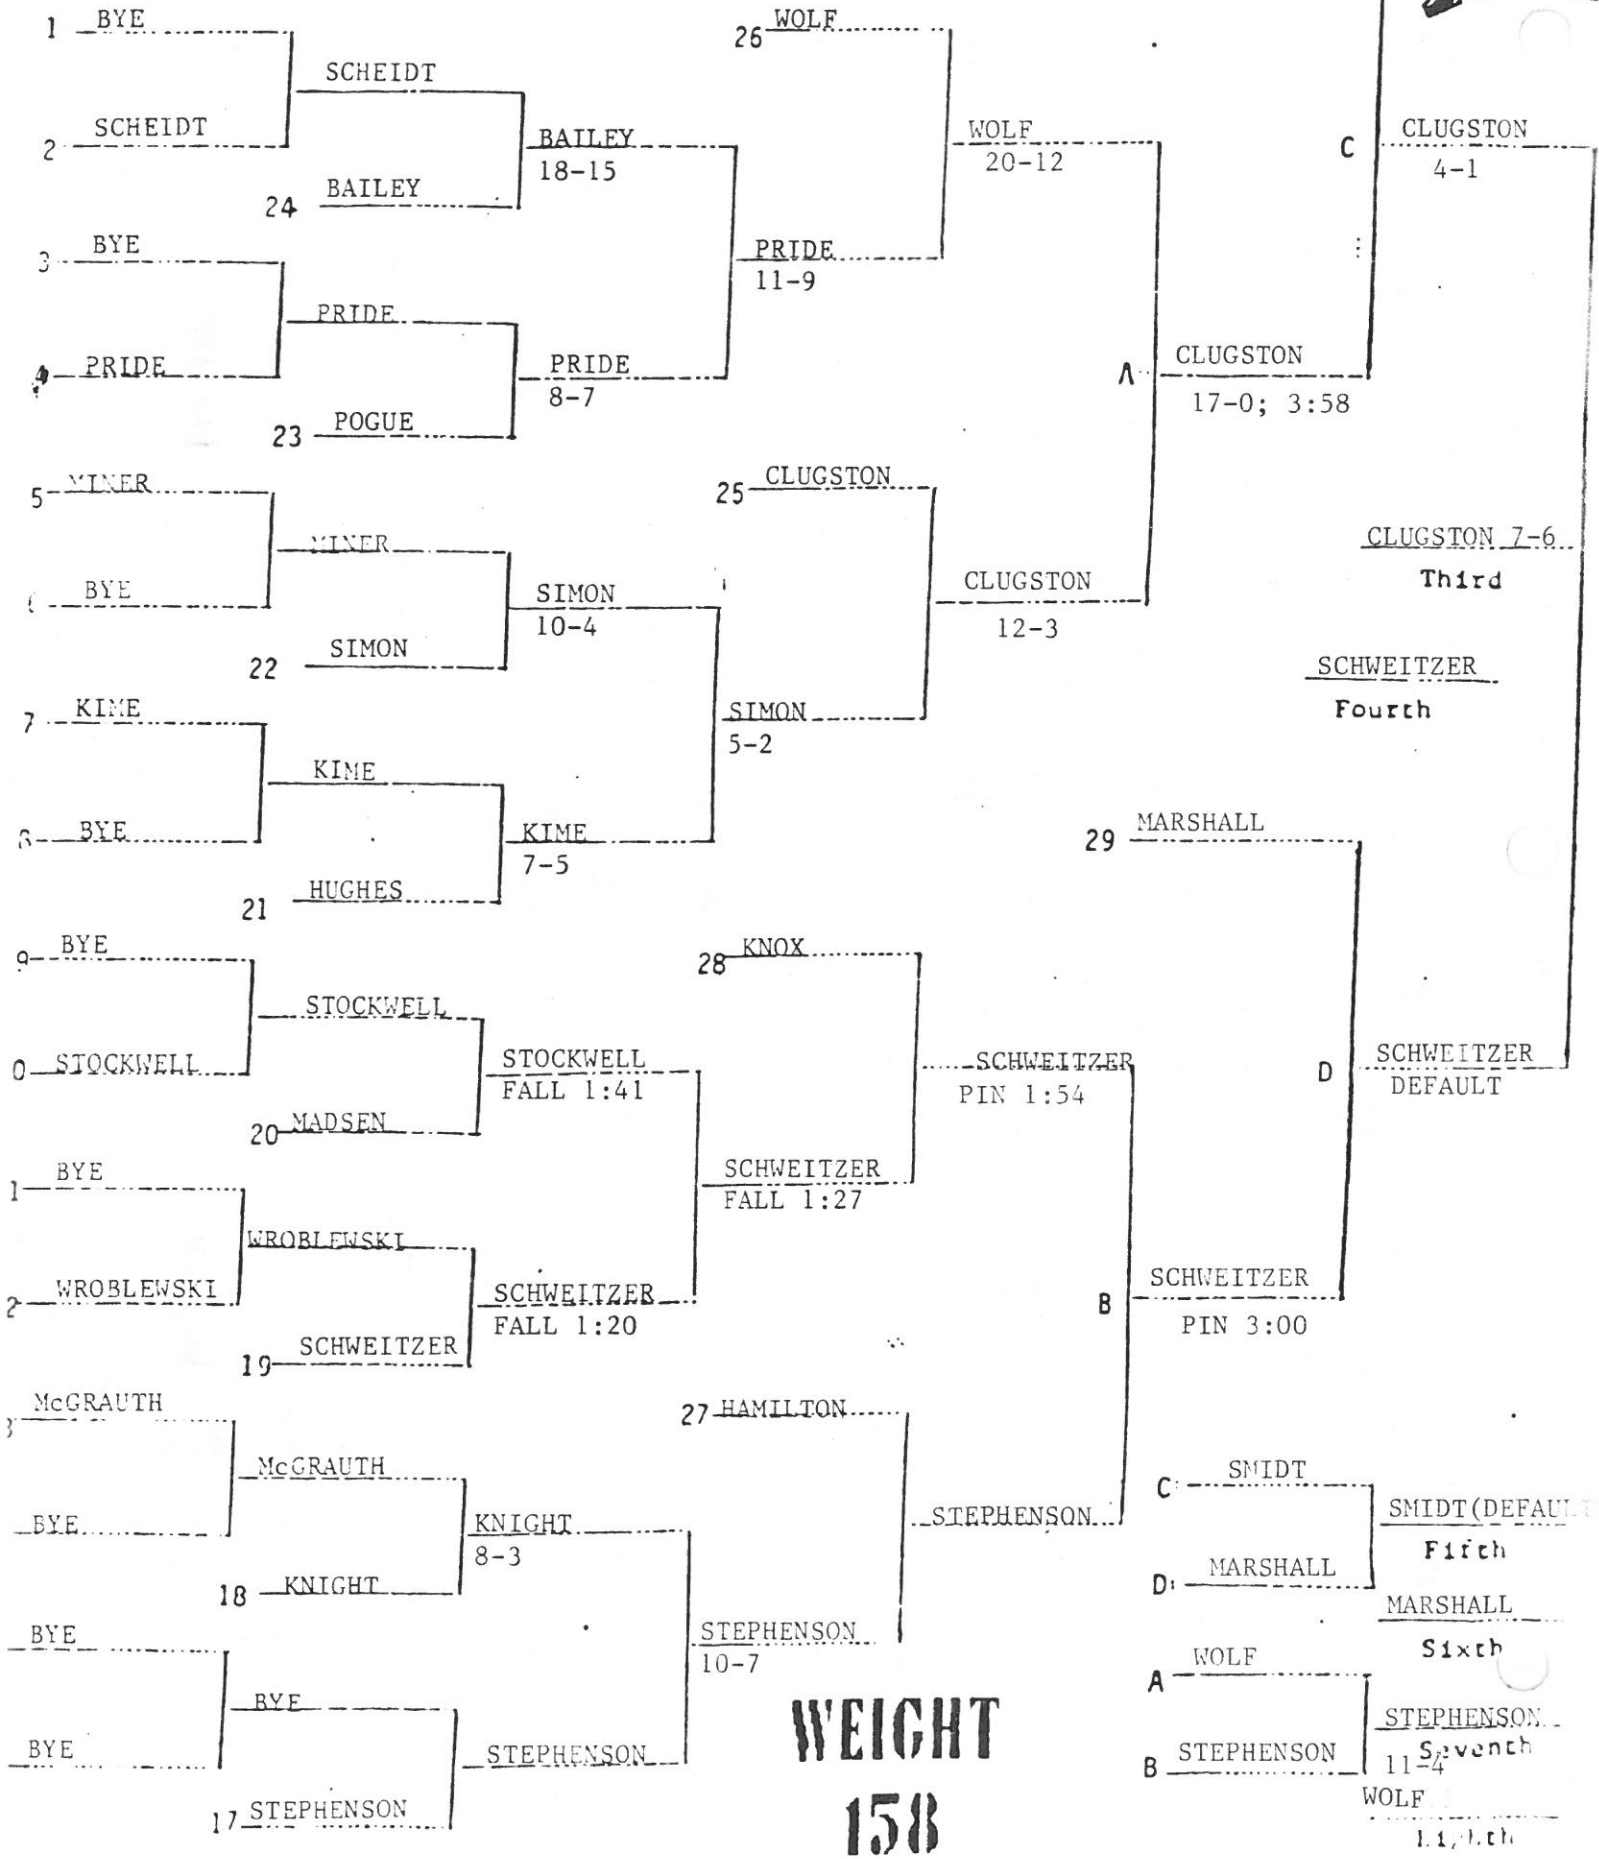 1 BYE
SCHEIDT
2 SCHEIDT
BAILEY
18-15
24 BAILEY
3 BYE
PRIDE
11-9
PRIDE
4 PRIDE
PRIDE
8-7
23 POGUE
26 WOLF
WOLF
20-12
5 MINER
MINER
BYE
SIMON
10-4
22 SIMON
7 KIME
SIMON
5-2
KIME
8 BYE
KIME
7-5
21 HUGHES
25 CLUGSTON
CLUGSTON
12-3
A CLUGSTON
17-0; 3:58
C CLUGSTON
4-1
CLUGSTON 7-6
Third
SCHWEITZER
Fourth
9 BYE
STOCKWELL
0 STOCKWELL
STOCKWELL
FALL 1:41
20 MADSEN
1 BYE
SCHWEITZER
FALL 1:27
WROBLEWSKI
2 WROBLEWSKI
SCHWEITZER
FALL 1:20
19 SCHWEITZER
28 KNOX
SCHWEITZER
PIN 1:54
29 MARSHALL
D SCHWEITZER
DEFAULT
B SCHWEITZER
PIN 3:00
3 McGRAUTH
McGRAUTH
BYE
KNIGHT
8-3
18 KNIGHT
BYE
STEPHENSON
10-7
BYE
BYE
STEPHENSON
17 STEPHENSON
27 HAMILTON
STEPHENSON
C SMIDT
SMIDT(DEFAULT
Fifth
D MARSHALL
MARSHALL
Sixth
A WOLF
STEPHENSON
Seventh
11-4
B STEPHENSON
WOLF
WEIGHT
158